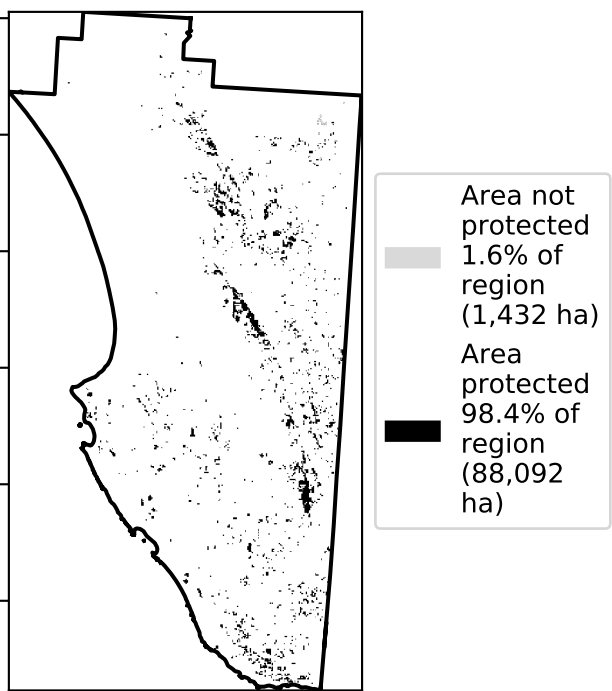 Area not
protected
1.6% of
region
(1,432 ha)
Area
protected
98.4% of
region
(88,092
ha)